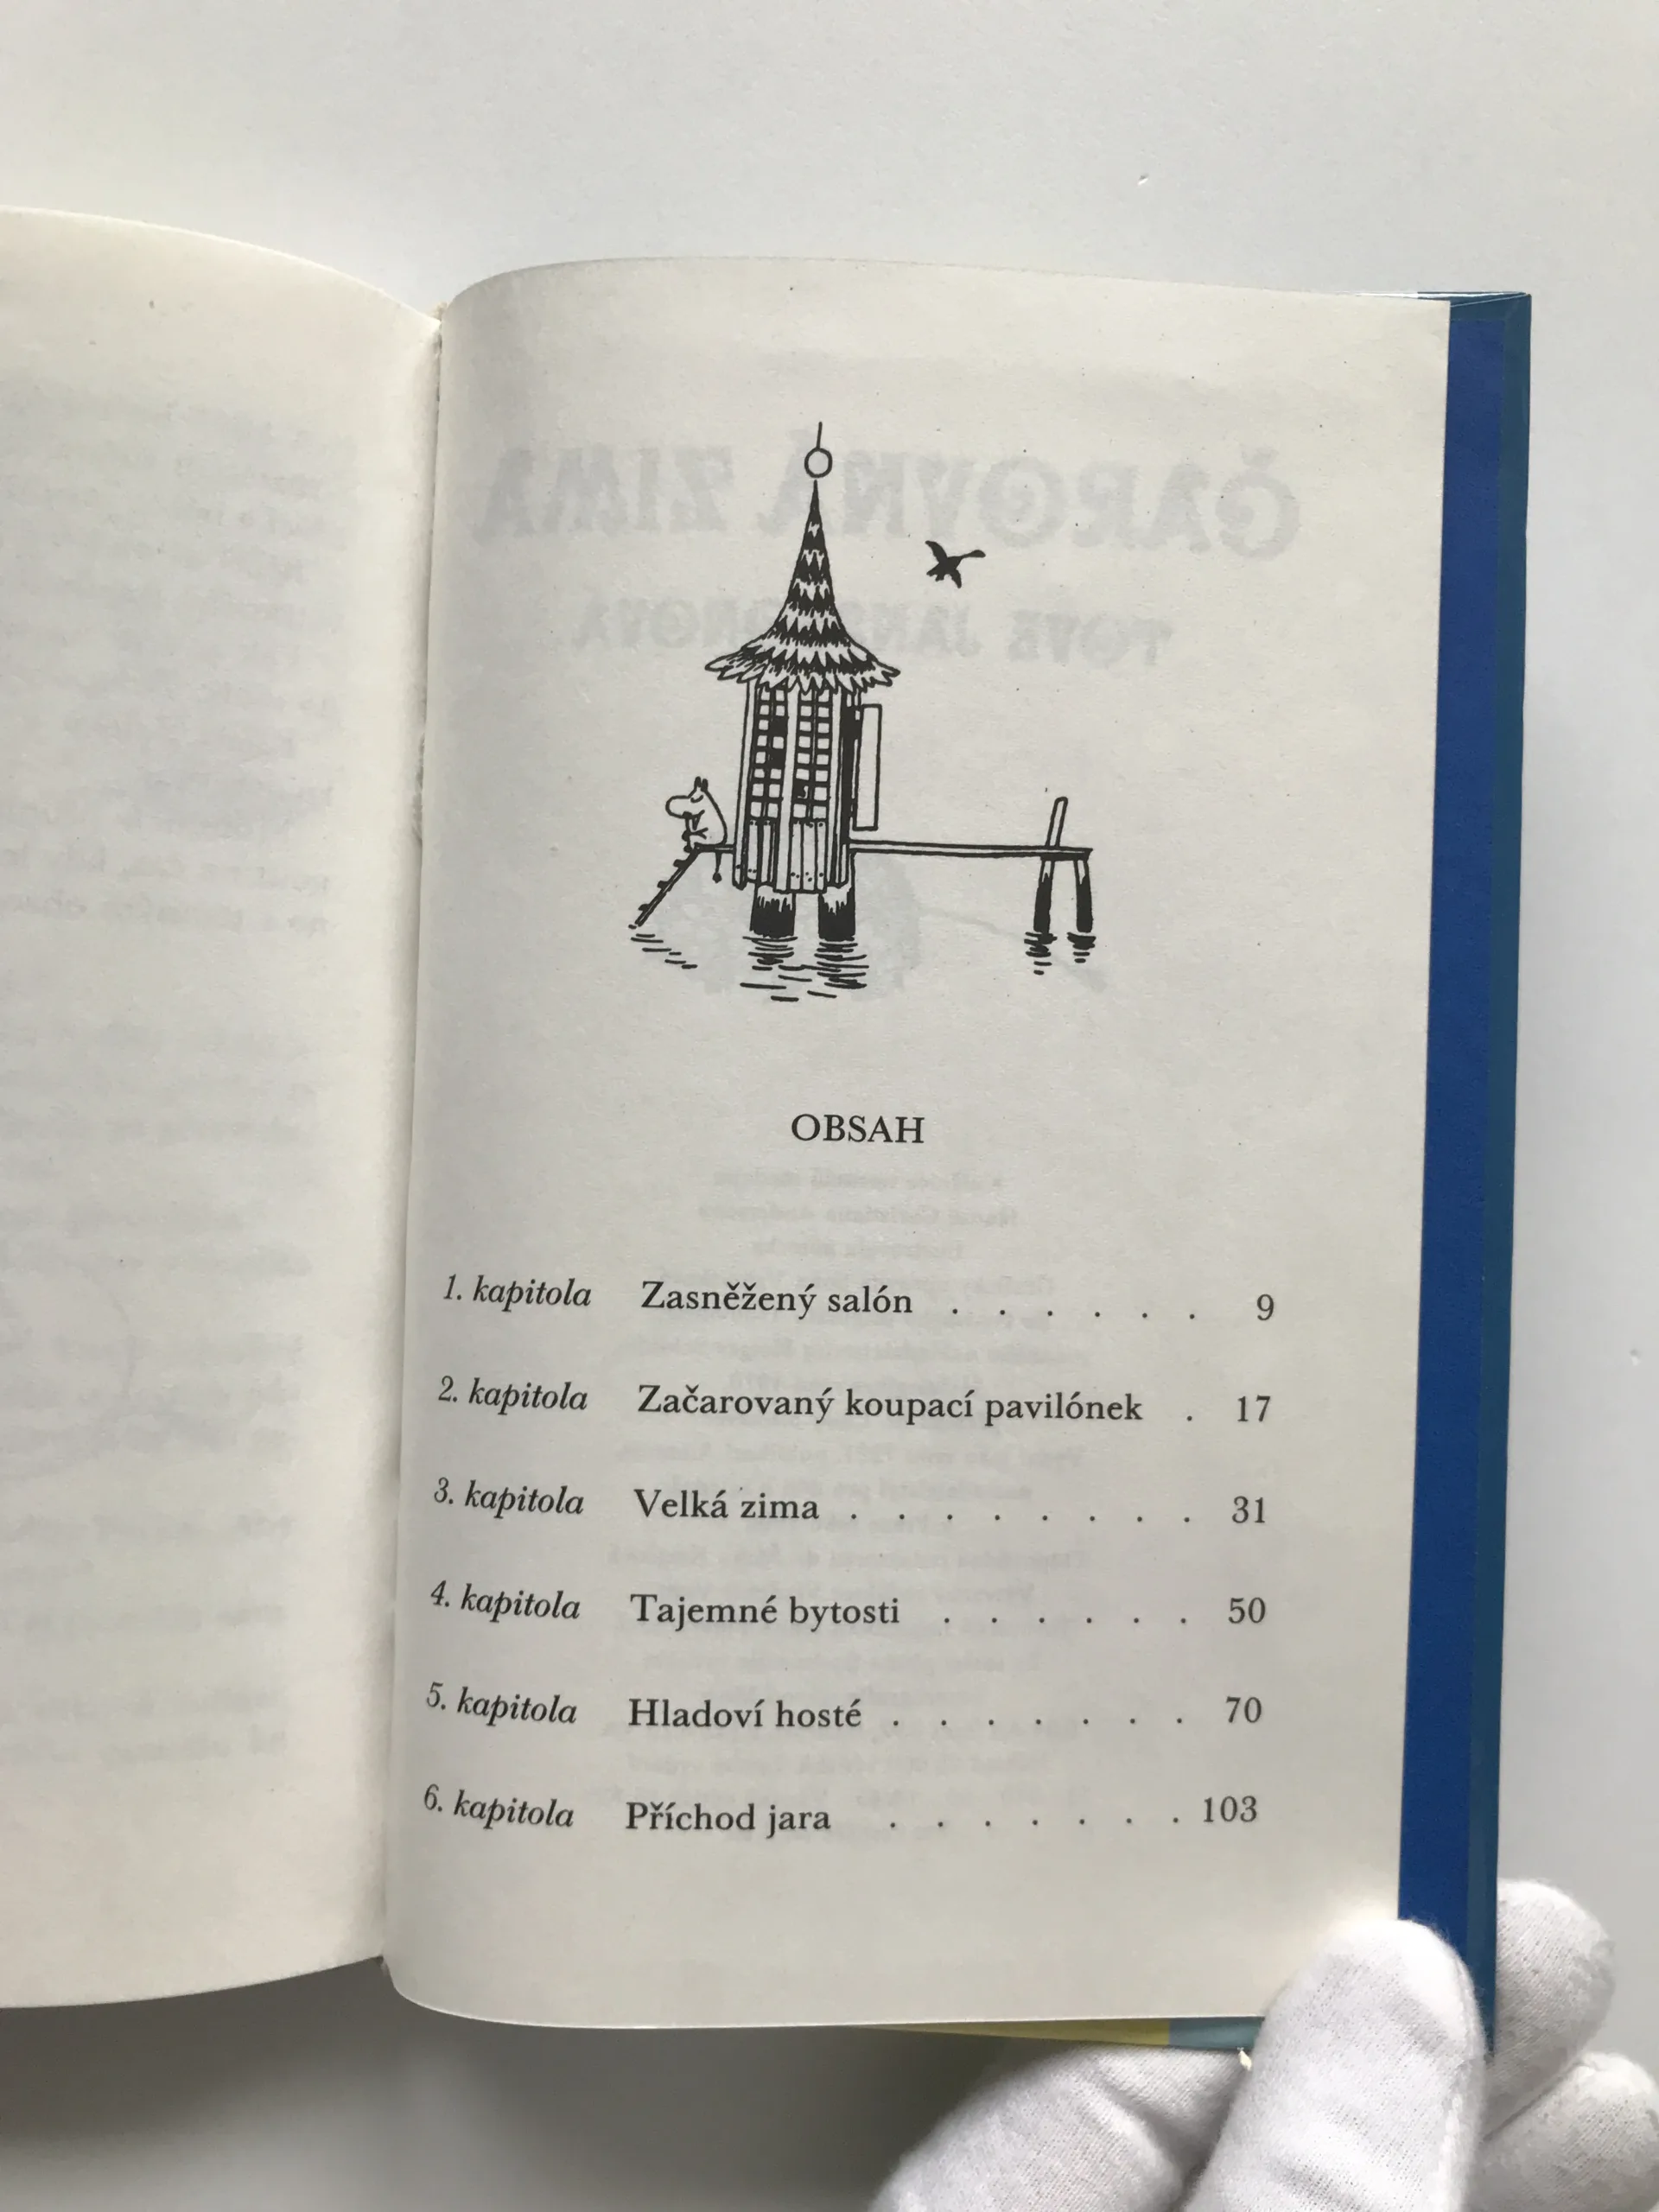 OBSAH
1. kapitola Zasněžený salón . . . . . . 9
2. kapitola Začarovaný koupací pavilónek . 17
3. kapitola Velká zima . . . . . . . . 31
4. kapitola Tajemné bytosti . . . . . . 50
5. kapitola Hladoví hosté . . . . . . . 70
6. kapitola Příchod jara . . . . . . . 103